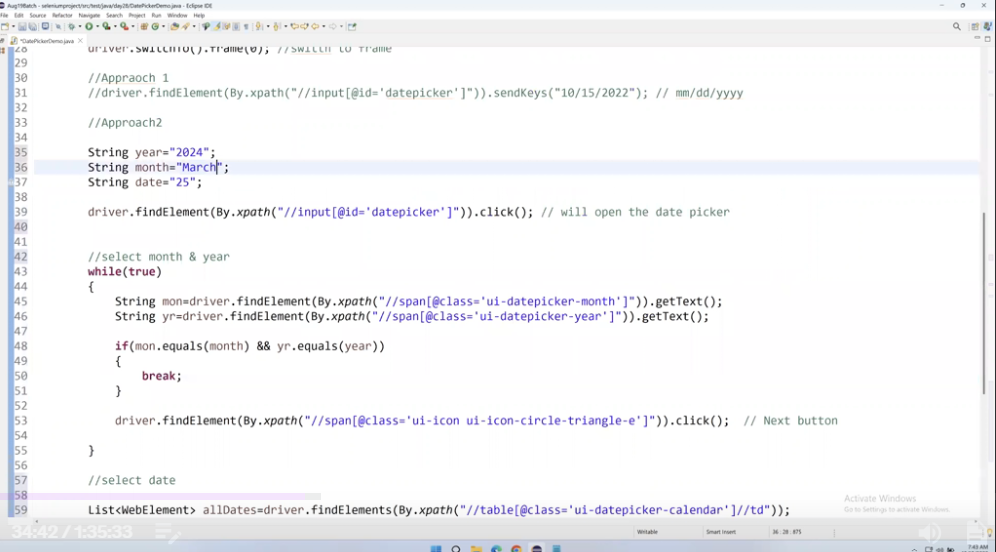 Aug19Batch - seleniumproject/src/test/java/day28/DatePickerDemo.java - Eclipse IDE
File Edit Source Refactor Navigate Search Project Run Window Help
*DatePickerDemo.java
28 driver.switchTo().frame(0); //switch to frame
29
30 //Appraoch 1
31 //driver.findElement(By.xpath("//input[@id='datepicker']")).sendKeys("10/15/2022"); // mm/dd/yyyy
32
33 //Approach2
34
35 String year="2024";
36 String month="March";
37 String date="25";
38
39 driver.findElement(By.xpath("//input[@id='datepicker']")).click(); // will open the date picker
40
41
42 //select month & year
43 while(true)
44 {
45 String mon=driver.findElement(By.xpath("//span[@class='ui-datepicker-month']")).getText();
46 String yr=driver.findElement(By.xpath("//span[@class='ui-datepicker-year']")).getText();
47
48 if(mon.equals(month) && yr.equals(year))
49 {
50 break;
51 }
52
53 driver.findElement(By.xpath("//span[@class='ui-icon ui-icon-circle-triangle-e']")).click(); // Next button
54
55 }
56
57 //select date
58
59 List<WebElement> allDates=driver.findElements(By.xpath("//table[@class='ui-datepicker-calendar']//td"));
Activate Windows
Go to Settings to activate Windows.
34:42 / 1:35:33
Writable Smart Insert 36 : 28 : 875
7:49 AM